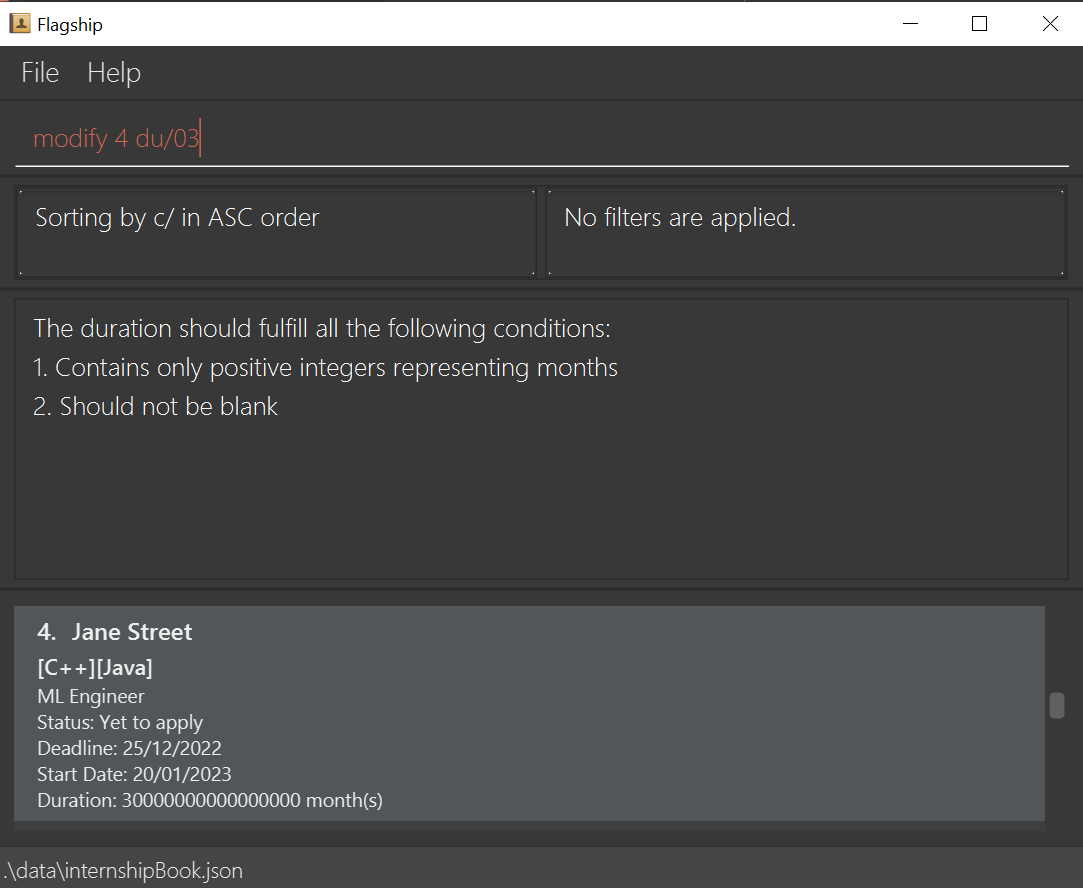 Flagship
File Help
modify 4 du/03
Sorting by c/ in ASC order
No filters are applied.
The duration should fulfill all the following conditions:
1. Contains only positive integers representing months
2. Should not be blank
4. Jane Street
[C++][Java]
ML Engineer
Status: Yet to apply
Deadline: 25/12/2022
Start Date: 20/01/2023
Duration: 30000000000000000 month(s)
.\data\internshipBook.json